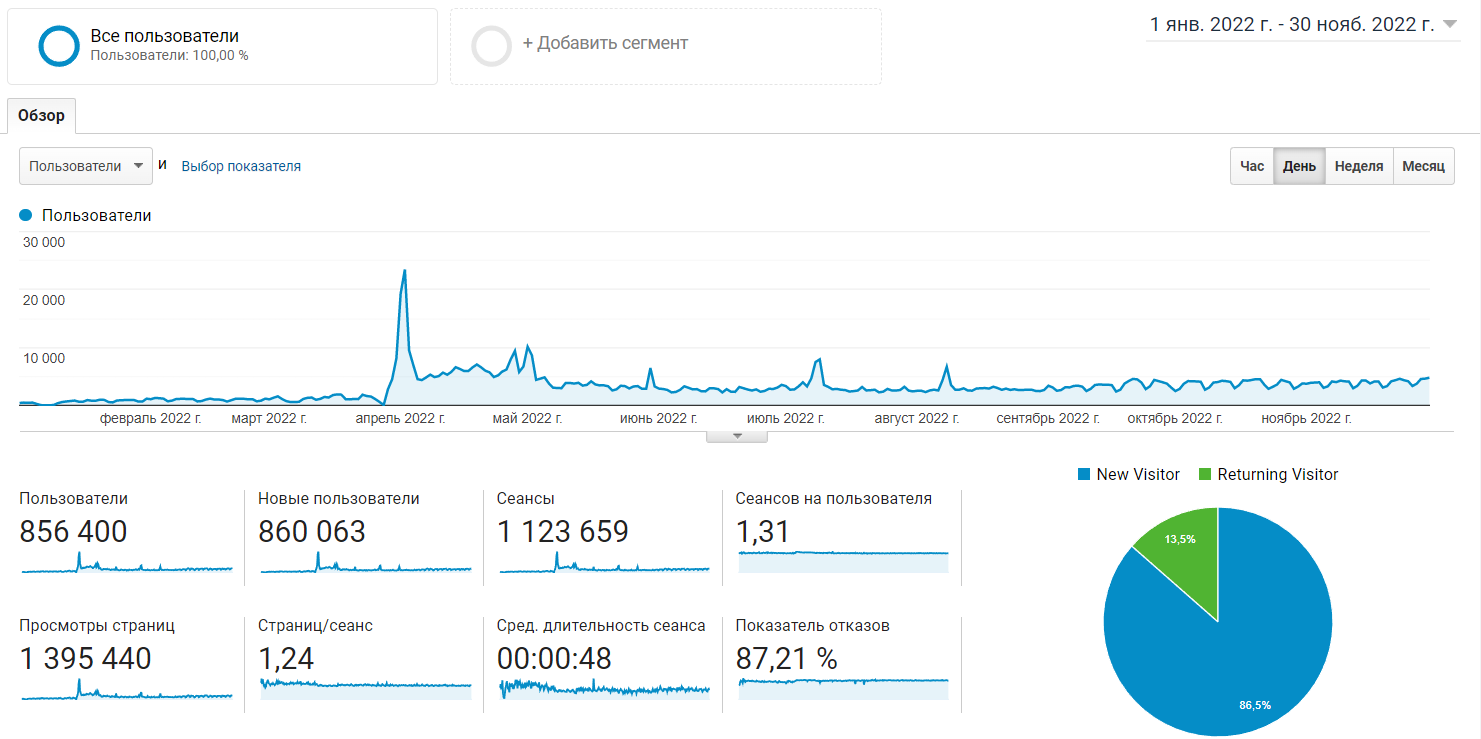 Все пользователи
Пользователи: 100,00 %
+ Добавить сегмент
1 янв. 2022 г. - 30 нояб. 2022 г.
Обзор
Пользователи и Выбор показателя
Час День Неделя Месяц
Пользователи
30 000
20 000
10 000
февраль 2022 г. март 2022 г. апрель 2022 г. май 2022 г. июнь 2022 г. июль 2022 г. август 2022 г. сентябрь 2022 г. октябрь 2022 г. ноябрь 2022 г.
New Visitor Returning Visitor
Пользователи
856 400
Новые пользователи
860 063
Сеансы
1 123 659
Сеансов на пользователя
1,31
Просмотры страниц
1 395 440
Страниц/сеанс
1,24
Сред. длительность сеанса
00:00:48
Показатель отказов
87,21 %
13,5%
86,5%